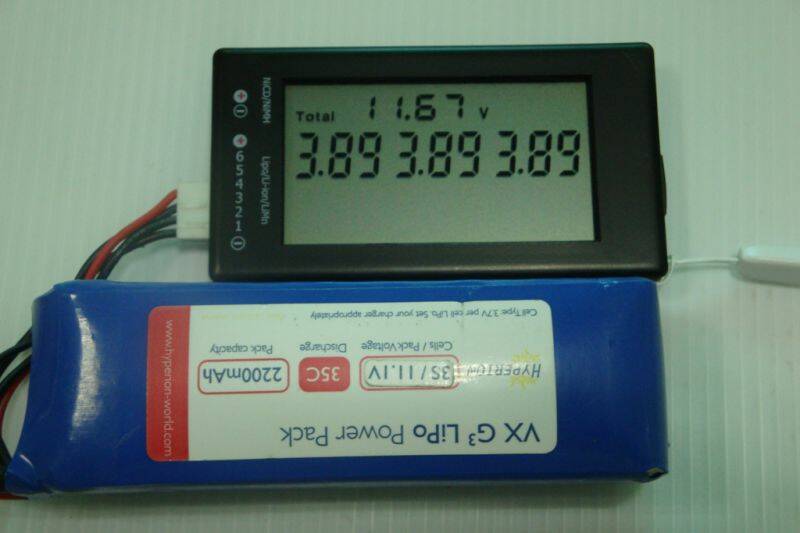 NiCD/NiMH
Lipo/Li-ion/LiMn
+ -
+ 6 5 4 3 2 1 -
Total 11.67 V
3.89 3.89 3.89
VX G³ LiPo Power Pack
HYPERION
3S / 11.1V 35C 2200mAh
Cells / Pack Voltage Discharge Pack capacity
Cell Type: 3.7V per cell LiPo. Set your charger appropriately
www.hyperion-world.com